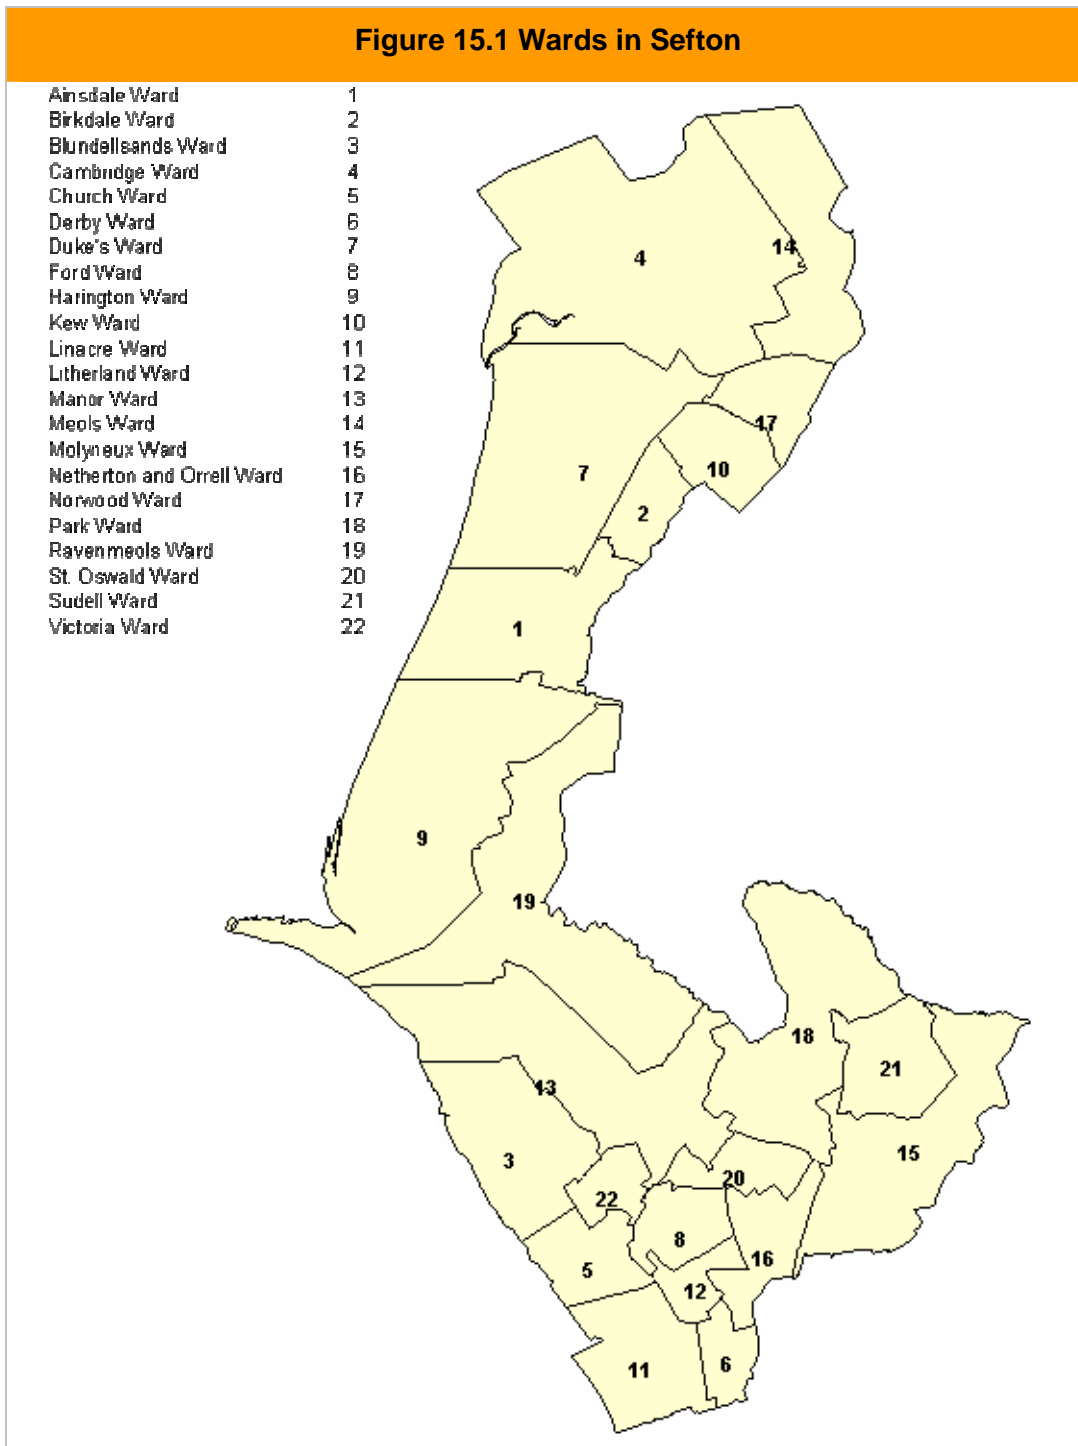 Figure 15.1 Wards in Sefton
Ainsdale Ward 1
Birkdale Ward 2
Blundellsands Ward 3
Cambridge Ward 4
Church Ward 5
Derby Ward 6
Duke's Ward 7
Ford Ward 8
Harington Ward 9
Kew Ward 10
Linacre Ward 11
Litherland Ward 12
Manor Ward 13
Meols Ward 14
Molyneux Ward 15
Netherton and Orrell Ward 16
Norwood Ward 17
Park Ward 18
Ravenmeols Ward 19
St. Oswald Ward 20
Sudell Ward 21
Victoria Ward 22
14
4
17
10
7
2
1
9
19
18
21
13
15
3
20
22
8
16
5
12
6
11